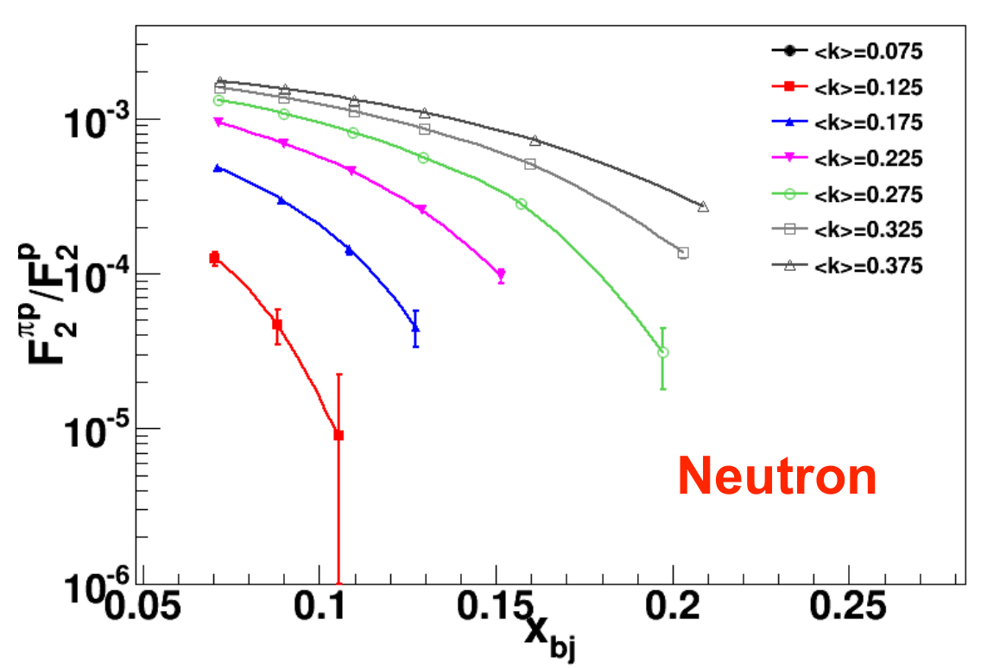 <k>=0.075
<k>=0.125
<k>=0.175
<k>=0.225
<k>=0.275
<k>=0.325
<k>=0.375
10⁻³
10⁻⁴
10⁻⁵
10⁻⁶
F₂^πp/F₂^p
Neutron
0.05 0.1 0.15 0.2 0.25
x_bj